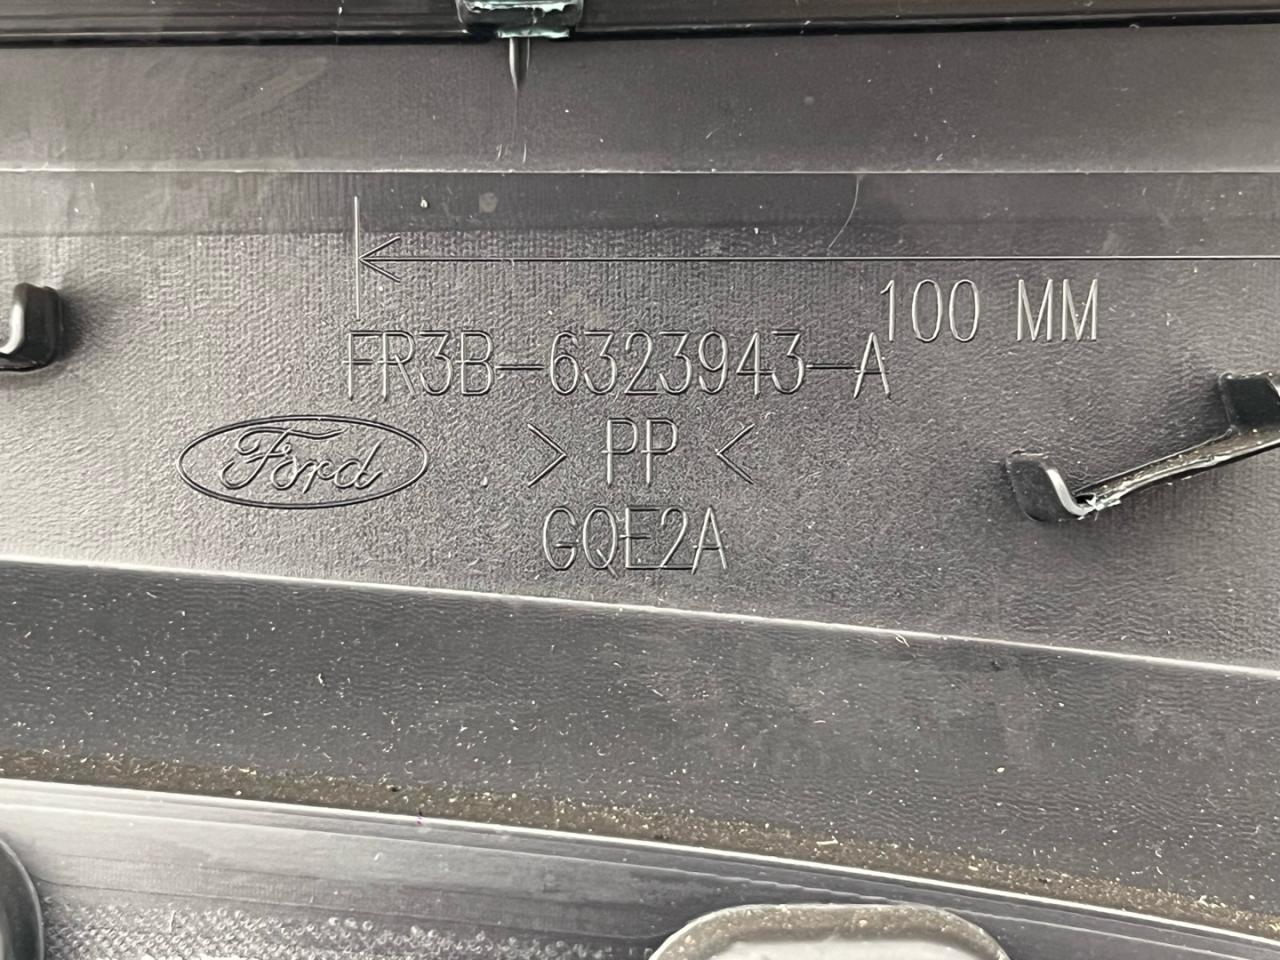 100 MM
FR3B-6323943-A
Ford
> PP <
GQE2A